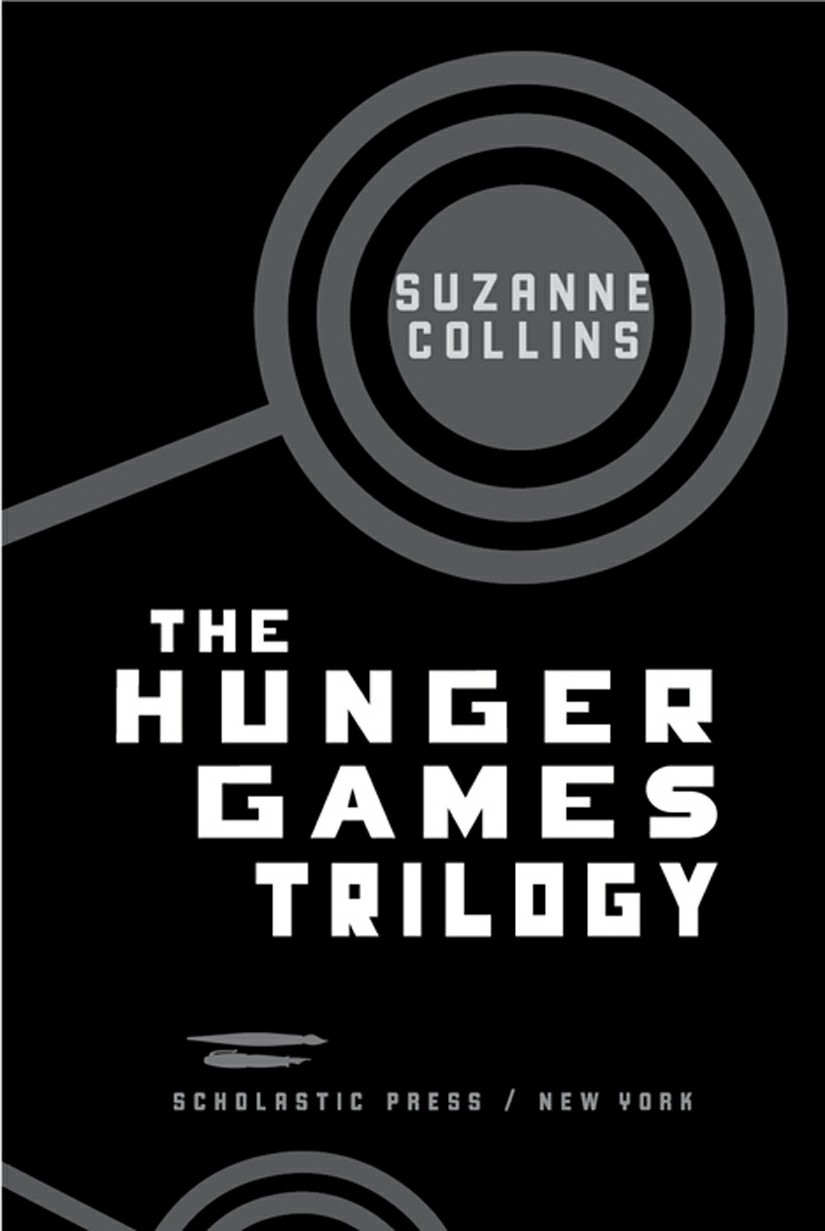 SUZANNE
COLLINS
THE
HUNGER
GAMES
TRILOGY
SCHOLASTIC PRESS / NEW YORK